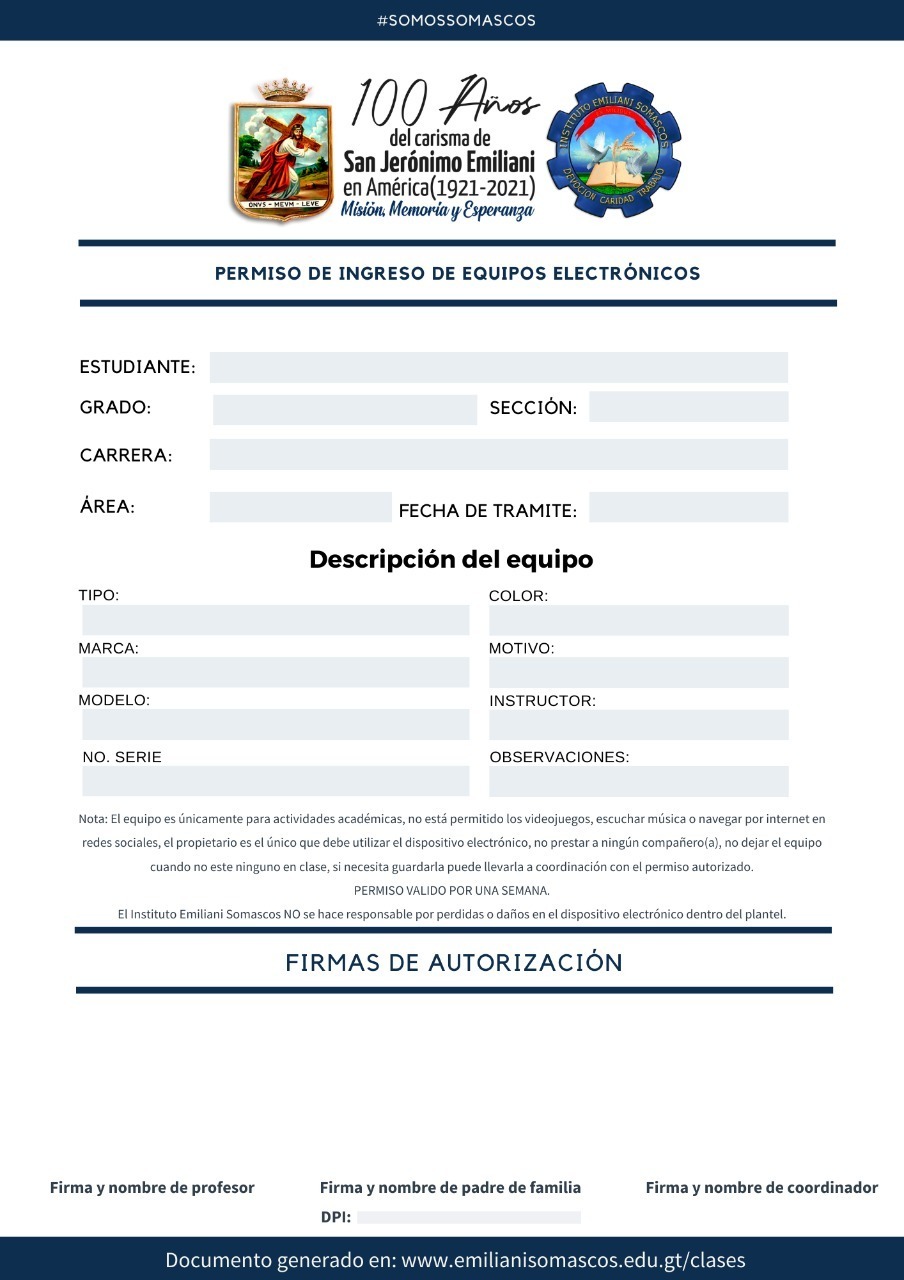 #SOMOSSOMASCOS
100 Años
del carisma de
San Jerónimo Emiliani
en América(1921-2021)
Misión, Memoria y Esperanza
ONVS - MEVM - LEVE
INSTITUTO EMILIANI SOMASCOS
DEVOCIÓN CARIDAD TRABAJO
PERMISO DE INGRESO DE EQUIPOS ELECTRÓNICOS
ESTUDIANTE:
GRADO: SECCIÓN:
CARRERA:
ÁREA: FECHA DE TRAMITE:
Descripción del equipo
TIPO: COLOR:
MARCA: MOTIVO:
MODELO: INSTRUCTOR:
NO. SERIE OBSERVACIONES:
Nota: El equipo es únicamente para actividades académicas, no está permitido los videojuegos, escuchar música o navegar por internet en
redes sociales, el propietario es el único que debe utilizar el dispositivo electrónico, no prestar a ningún compañero(a), no dejar el equipo
cuando no este ninguno en clase, si necesita guardarla puede llevarla a coordinación con el permiso autorizado.
PERMISO VALIDO POR UNA SEMANA.
El Instituto Emiliani Somascos NO se hace responsable por perdidas o daños en el dispositivo electrónico dentro del plantel.
FIRMAS DE AUTORIZACIÓN
Firma y nombre de profesor Firma y nombre de padre de familia Firma y nombre de coordinador
DPI:
Documento generado en: www.emilianisomascos.edu.gt/clases